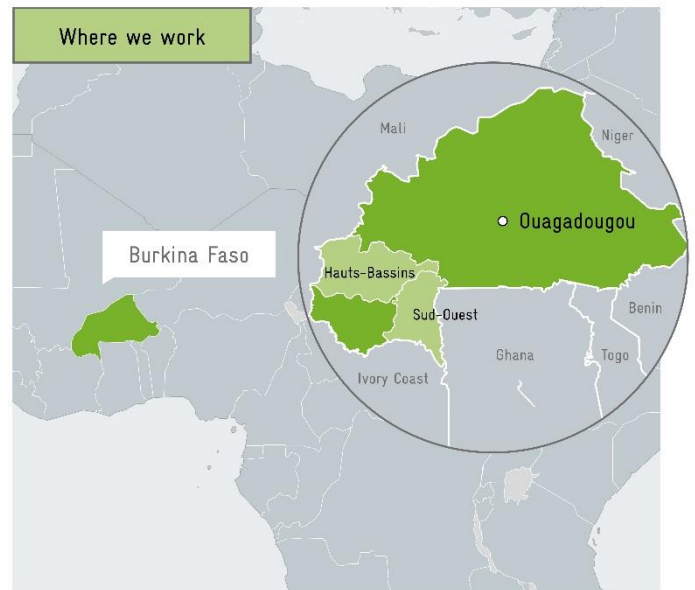 Where we work
Mali
Niger
Ouagadougou
Burkina Faso
Hauts-Bassins
Sud-Ouest
Benin
Ghana
Togo
Ivory Coast